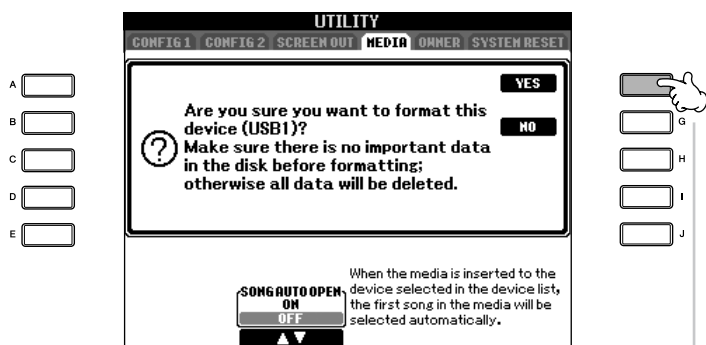 UTILITY
CONFIG 1 CONFIG 2 SCREEN OUT MEDIA OWNER SYSTEM RESET
YES
Are you sure you want to format this
device (USB1)?
NO
Make sure there is no important data
in the disk before formatting;
otherwise all data will be deleted.
A
B
C
D
E
G
H
I
J
SONG AUTO OPEN
ON
OFF
When the media is inserted to the
device selected in the device list,
the first song in the media will be
selected automatically.